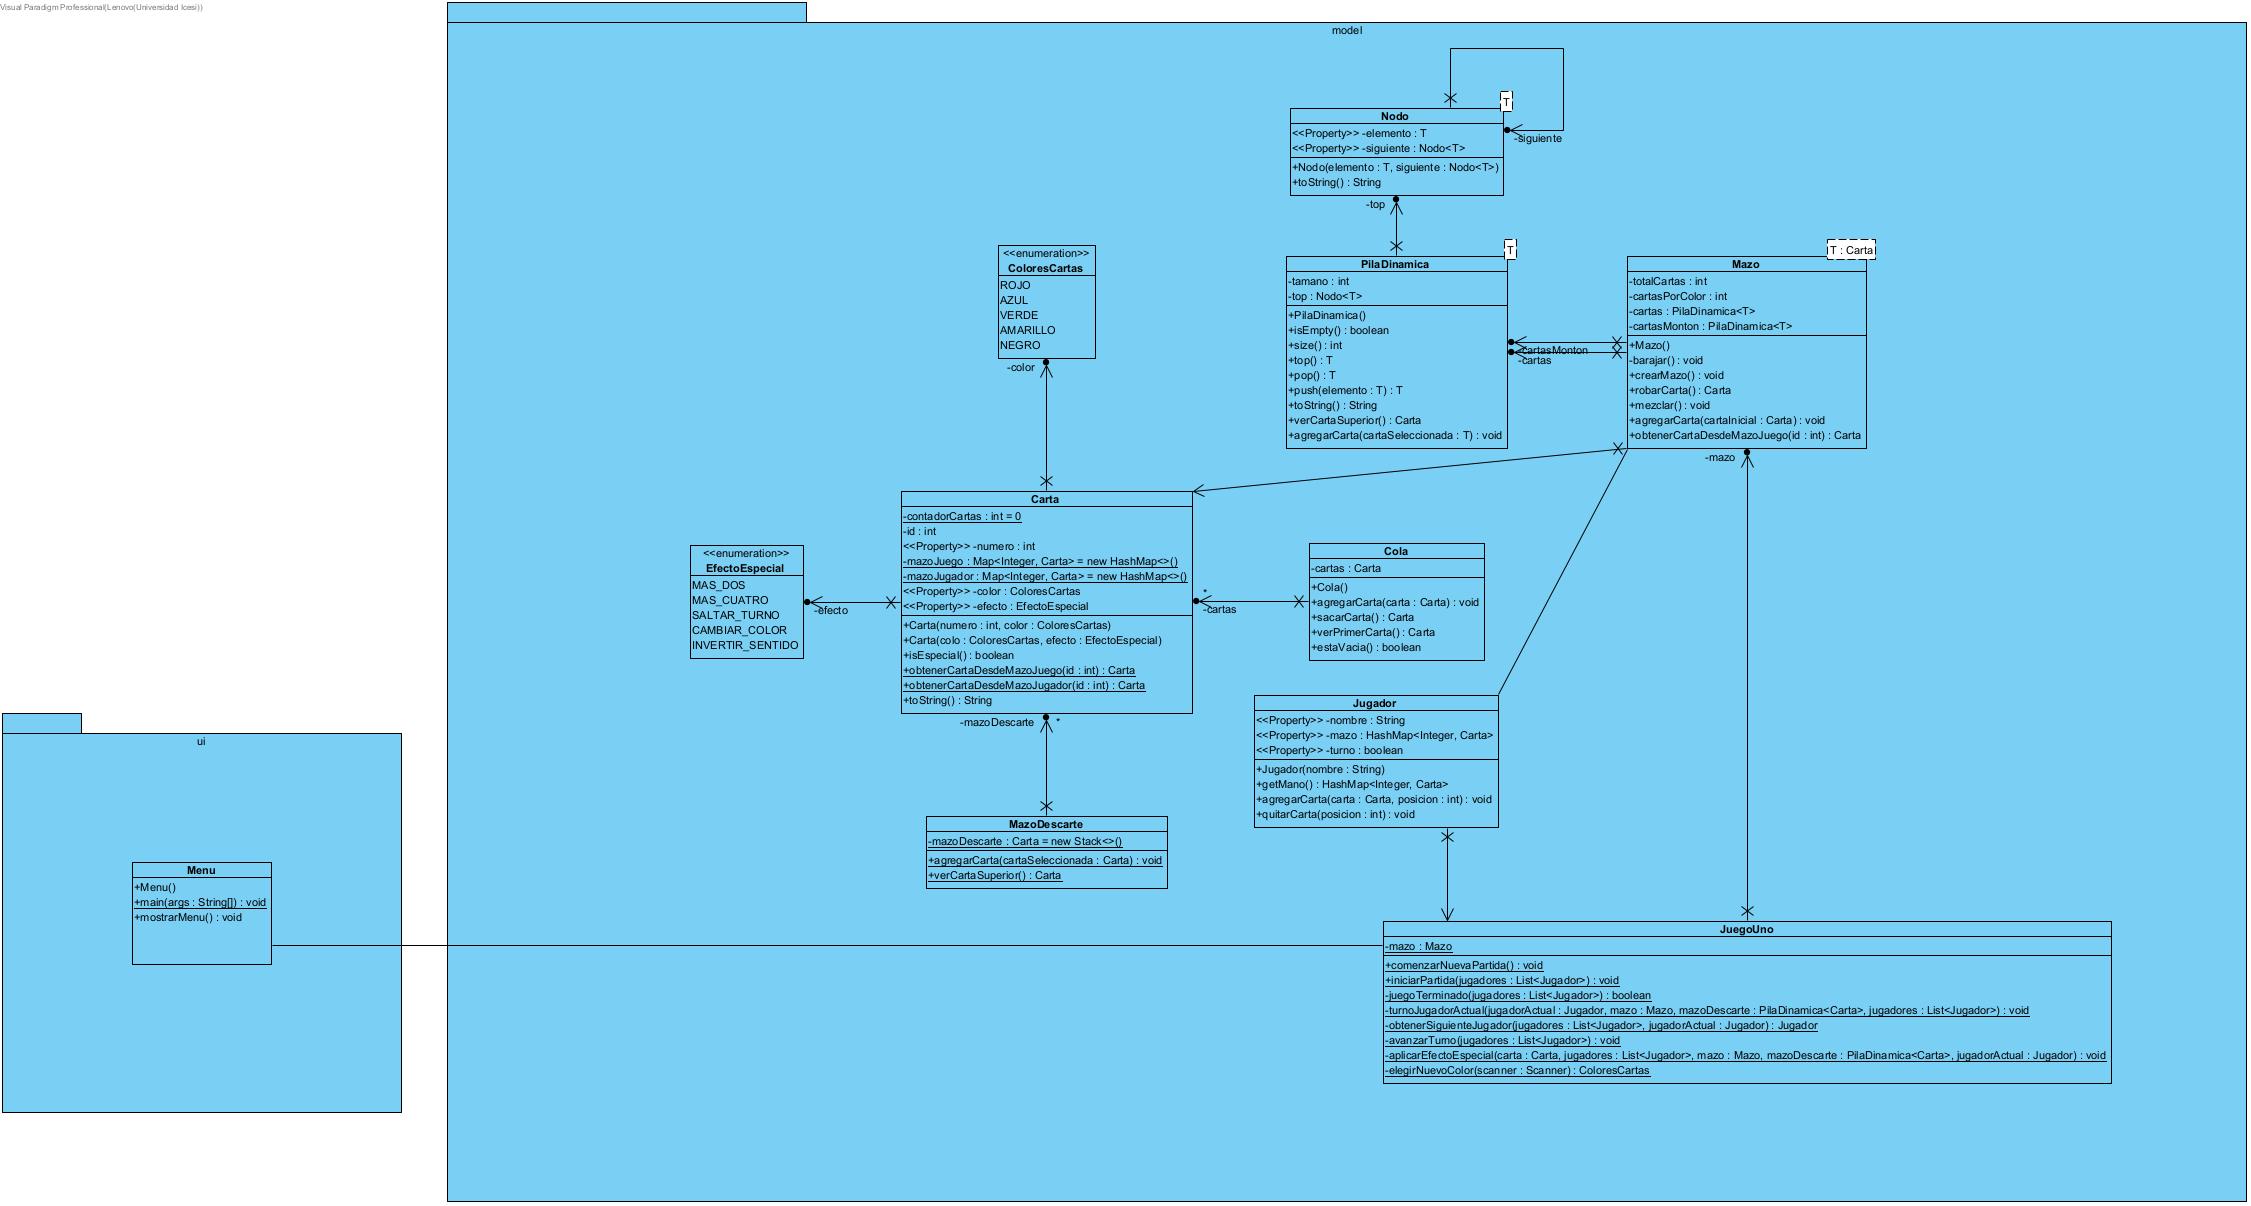 Visual Paradigm Professional(Lenovo(Universidad Icesi))
model
T
Nodo
<<Property>> -elemento : T
<<Property>> -siguiente : Nodo<T>
+Nodo(elemento : T, siguiente : Nodo<T>)
+toString() : String
-siguiente
-top
<<enumeration>>
ColoresCartas
ROJO
AZUL
VERDE
AMARILLO
NEGRO
-color
T
PilaDinamica
-tamano : int
-top : Nodo<T>
+PilaDinamica()
+isEmpty() : boolean
+size() : int
+top() : T
+pop() : T
+push(elemento : T) : T
+toString() : String
+verCartaSuperior() : Carta
+agregarCarta(cartaSeleccionada : T) : void
-cartasMonton
-cartas
T : Carta
Mazo
-totalCartas : int
-cartasPorColor : int
-cartas : PilaDinamica<T>
-cartasMonton : PilaDinamica<T>
+Mazo()
-barajar() : void
+crearMazo() : void
+robarCarta() : Carta
+mezclar() : void
+agregarCarta(cartaInicial : Carta) : void
+obtenerCartaDesdeMazoJuego(id : int) : Carta
-mazo
<<enumeration>>
EfectoEspecial
MAS_DOS
MAS_CUATRO
SALTAR_TURNO
CAMBIAR_COLOR
INVERTIR_SENTIDO
-efecto
Carta
-contadorCartas : int = 0
-id : int
<<Property>> -numero : int
-mazoJuego : Map<Integer, Carta> = new HashMap<>()
-mazoJugador : Map<Integer, Carta> = new HashMap<>()
<<Property>> -color : ColoresCartas
<<Property>> -efecto : EfectoEspecial
+Carta(numero : int, color : ColoresCartas)
+Carta(colo : ColoresCartas, efecto : EfectoEspecial)
+isEspecial() : boolean
+obtenerCartaDesdeMazoJuego(id : int) : Carta
+obtenerCartaDesdeMazoJugador(id : int) : Carta
+toString() : String
*
-cartas
Cola
-cartas : Carta
+Cola()
+agregarCarta(carta : Carta) : void
+sacarCarta() : Carta
+verPrimerCarta() : Carta
+estaVacia() : boolean
-mazoDescarte
*
MazoDescarte
-mazoDescarte : Carta = new Stack<>()
+agregarCarta(cartaSeleccionada : Carta) : void
+verCartaSuperior() : Carta
Jugador
<<Property>> -nombre : String
<<Property>> -mazo : HashMap<Integer, Carta>
<<Property>> -turno : boolean
+Jugador(nombre : String)
+getMano() : HashMap<Integer, Carta>
+agregarCarta(carta : Carta, posicion : int) : void
+quitarCarta(posicion : int) : void
ui
Menu
+Menu()
+main(args : String[]) : void
+mostrarMenu() : void
JuegoUno
-mazo : Mazo
+comenzarNuevaPartida() : void
+iniciarPartida(jugadores : List<Jugador>) : void
-juegoTerminado(jugadores : List<Jugador>) : boolean
-turnoJugadorActual(jugadorActual : Jugador, mazo : Mazo, mazoDescarte : PilaDinamica<Carta>, jugadores : List<Jugador>) : void
-obtenerSiguienteJugador(jugadores : List<Jugador>, jugadorActual : Jugador) : Jugador
-avanzarTurno(jugadores : List<Jugador>) : void
-aplicarEfectoEspecial(carta : Carta, jugadores : List<Jugador>, mazo : Mazo, mazoDescarte : PilaDinamica<Carta>, jugadorActual : Jugador) : void
-elegirNuevoColor(scanner : Scanner) : ColoresCartas